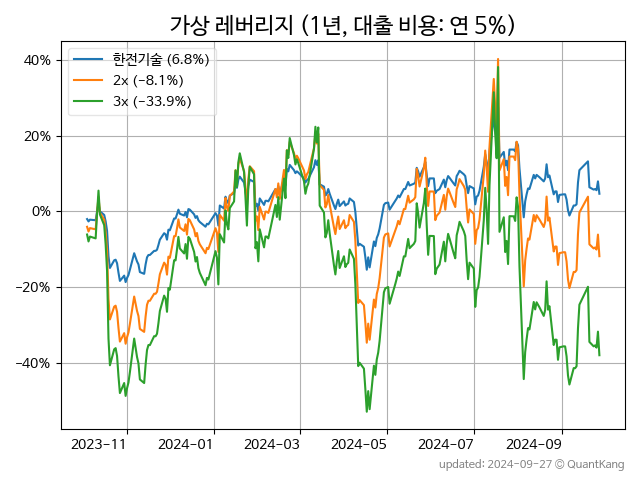 가상 레버리지 (1년, 대출 비용: 연 5%)
한전기술 (6.8%)
2x (−8.1%)
3x (−33.9%)
40%
20%
0%
−20%
−40%
2023-11 2024-01 2024-03 2024-05 2024-07 2024-09
updated: 2024-09-27 © QuantKang